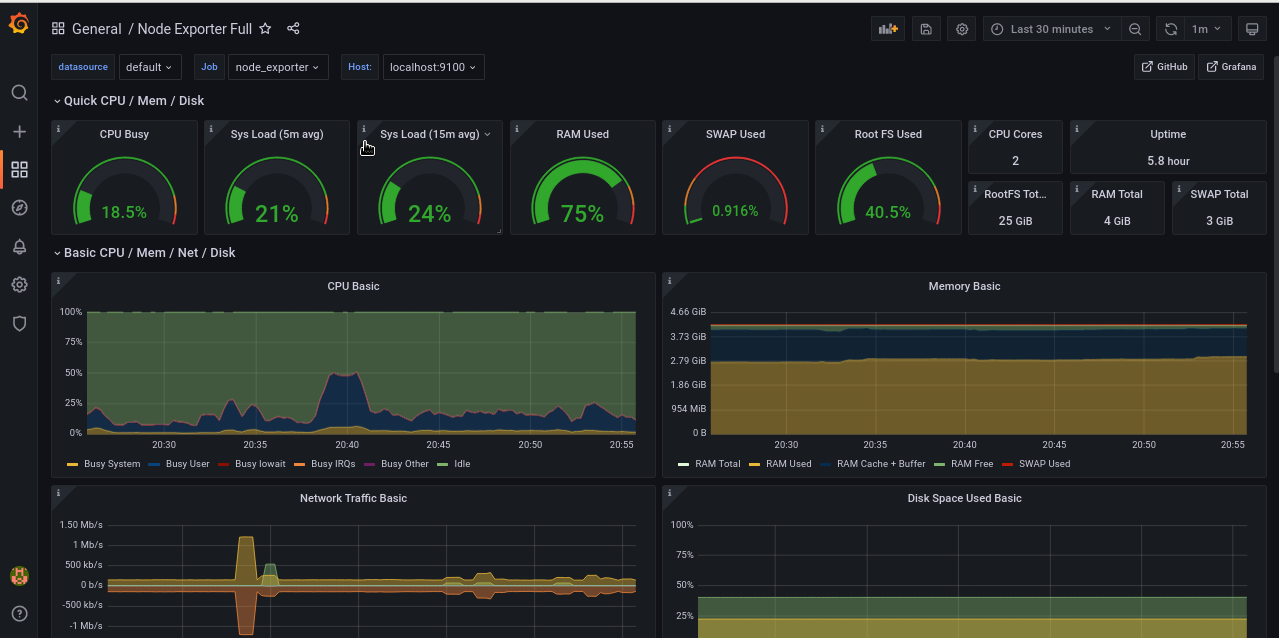 General / Node Exporter Full
Last 30 minutes
1m
datasource default Job node_exporter Host: localhost:9100
GitHub Grafana
Quick CPU / Mem / Disk
CPU Busy
18.5%
Sys Load (5m avg)
21%
Sys Load (15m avg)
24%
RAM Used
75%
SWAP Used
0.916%
Root FS Used
40.5%
CPU Cores
2
Uptime
5.8 hour
RootFS Tot...
25 GiB
RAM Total
4 GiB
SWAP Total
3 GiB
Basic CPU / Mem / Net / Disk
CPU Basic
100%
75%
50%
25%
0%
20:30 20:35 20:40 20:45 20:50 20:55
Busy System Busy User Busy Iowait Busy IRQs Busy Other Idle
Memory Basic
4.66 GiB
3.73 GiB
2.79 GiB
1.86 GiB
954 MiB
0 B
20:30 20:35 20:40 20:45 20:50 20:55
RAM Total RAM Used RAM Cache + Buffer RAM Free SWAP Used
Network Traffic Basic
1.50 Mb/s
1 Mb/s
500 kb/s
0 b/s
-500 kb/s
-1 Mb/s
Disk Space Used Basic
100%
75%
50%
25%